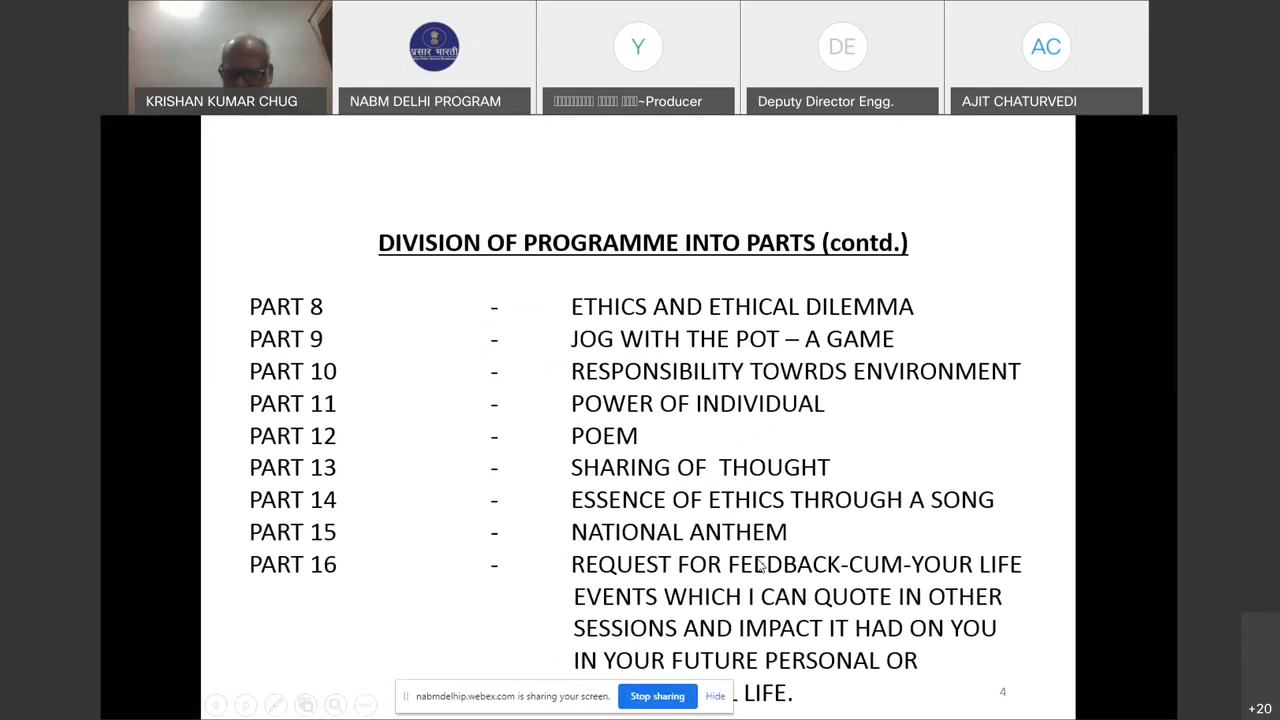 प्रसार भारती
Y
DE
AC
KRISHAN KUMAR CHUG
NABM DELHI PROGRAM
~Producer
Deputy Director Engg.
AJIT CHATURVEDI
DIVISION OF PROGRAMME INTO PARTS (contd.)
PART 8 - ETHICS AND ETHICAL DILEMMA
PART 9 - JOG WITH THE POT – A GAME
PART 10 - RESPONSIBILITY TOWRDS ENVIRONMENT
PART 11 - POWER OF INDIVIDUAL
PART 12 - POEM
PART 13 - SHARING OF THOUGHT
PART 14 - ESSENCE OF ETHICS THROUGH A SONG
PART 15 - NATIONAL ANTHEM
PART 16 - REQUEST FOR FEEDBACK-CUM-YOUR LIFE
EVENTS WHICH I CAN QUOTE IN OTHER
SESSIONS AND IMPACT IT HAD ON YOU
IN YOUR FUTURE PERSONAL OR
LIFE.
nabmdelhip.webex.com is sharing your screen.
Stop sharing
Hide
4
+20